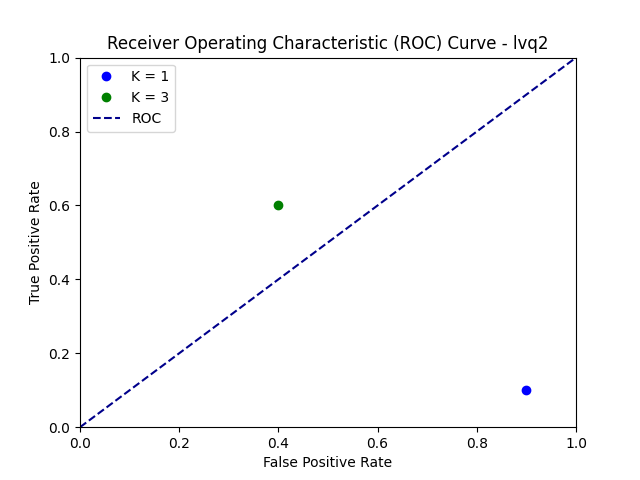 Receiver Operating Characteristic (ROC) Curve - lvq2
1.0
0.8
0.6
0.4
0.2
0.0
True Positive Rate
K = 1
K = 3
ROC
0.0 0.2 0.4 0.6 0.8 1.0
False Positive Rate